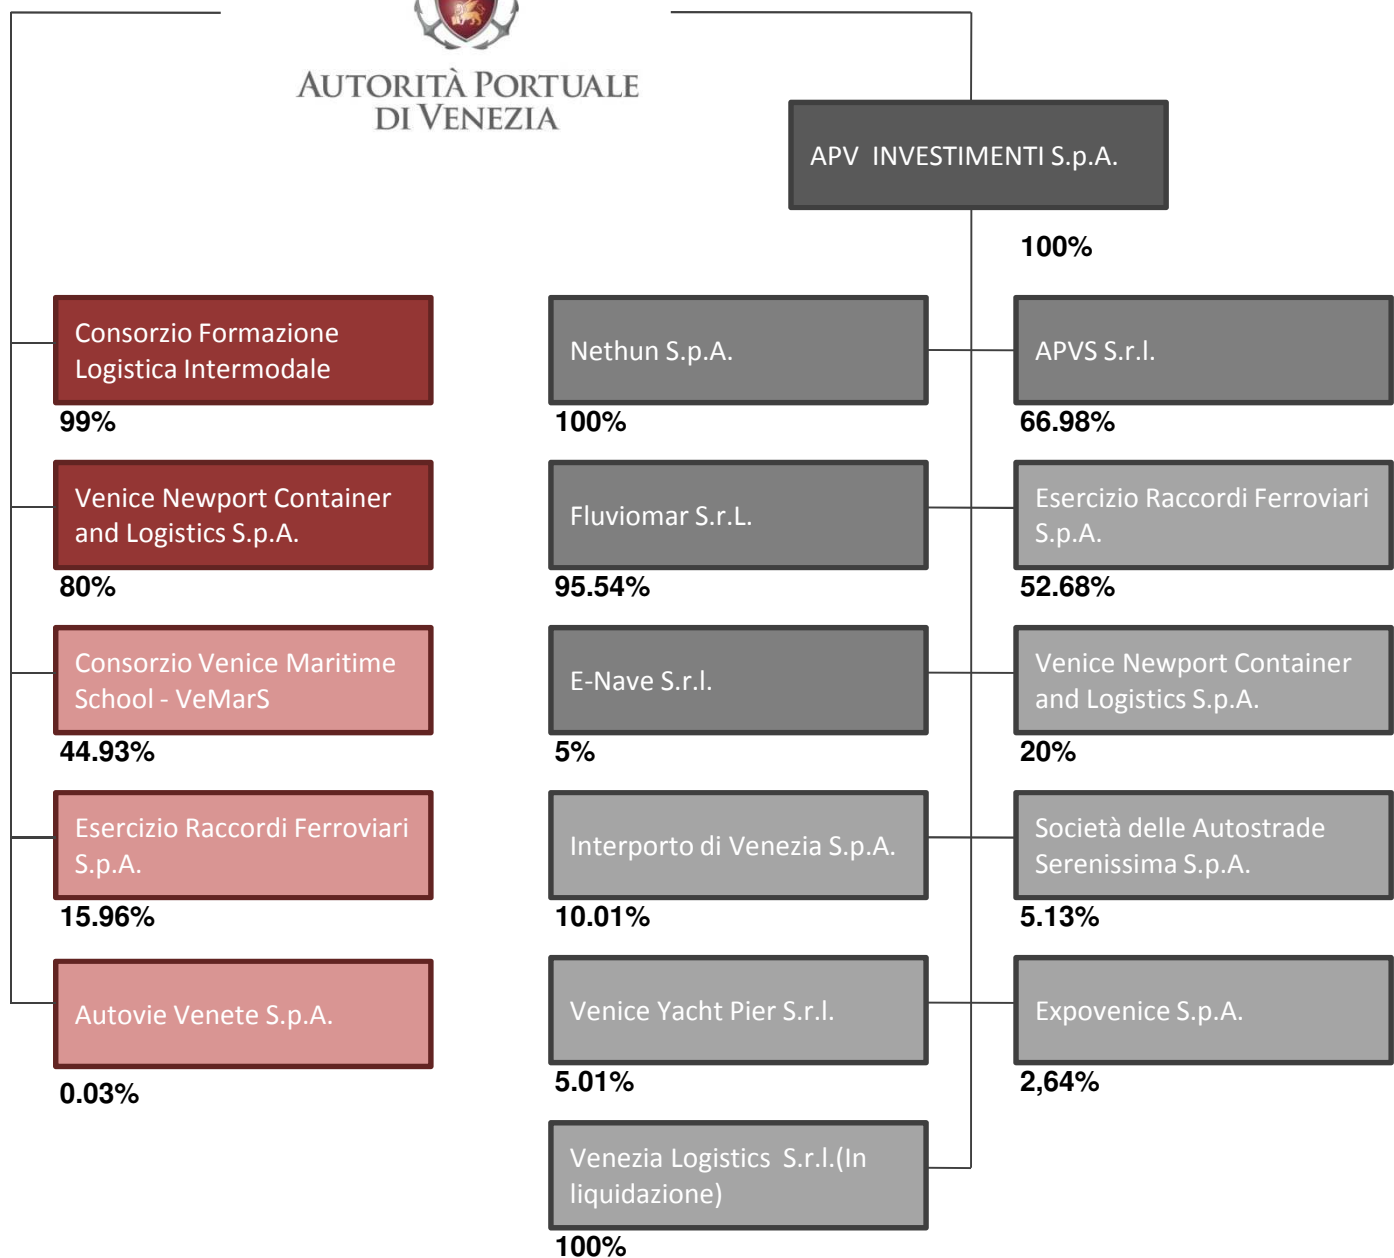 AUTORITÀ PORTUALE
DI VENEZIA
APV  INVESTIMENTI S.p.A.
100%
Consorzio Formazione
Logistica Intermodale
99%
Venice Newport Container
and Logistics S.p.A.
80%
Consorzio Venice Maritime
School - VeMarS
44.93%
Esercizio Raccordi Ferroviari
S.p.A.
15.96%
Autovie Venete S.p.A.
0.03%
Nethun S.p.A.
100%
Fluviomar S.r.L.
95.54%
E-Nave S.r.l.
5%
Interporto di Venezia S.p.A.
10.01%
Venice Yacht Pier S.r.l.
5.01%
Venezia Logistics  S.r.l.(In
liquidazione)
100%
APVS S.r.l.
66.98%
Esercizio Raccordi Ferroviari
S.p.A.
52.68%
Venice Newport Container
and Logistics S.p.A.
20%
Società delle Autostrade
Serenissima S.p.A.
5.13%
Expovenice S.p.A.
2,64%